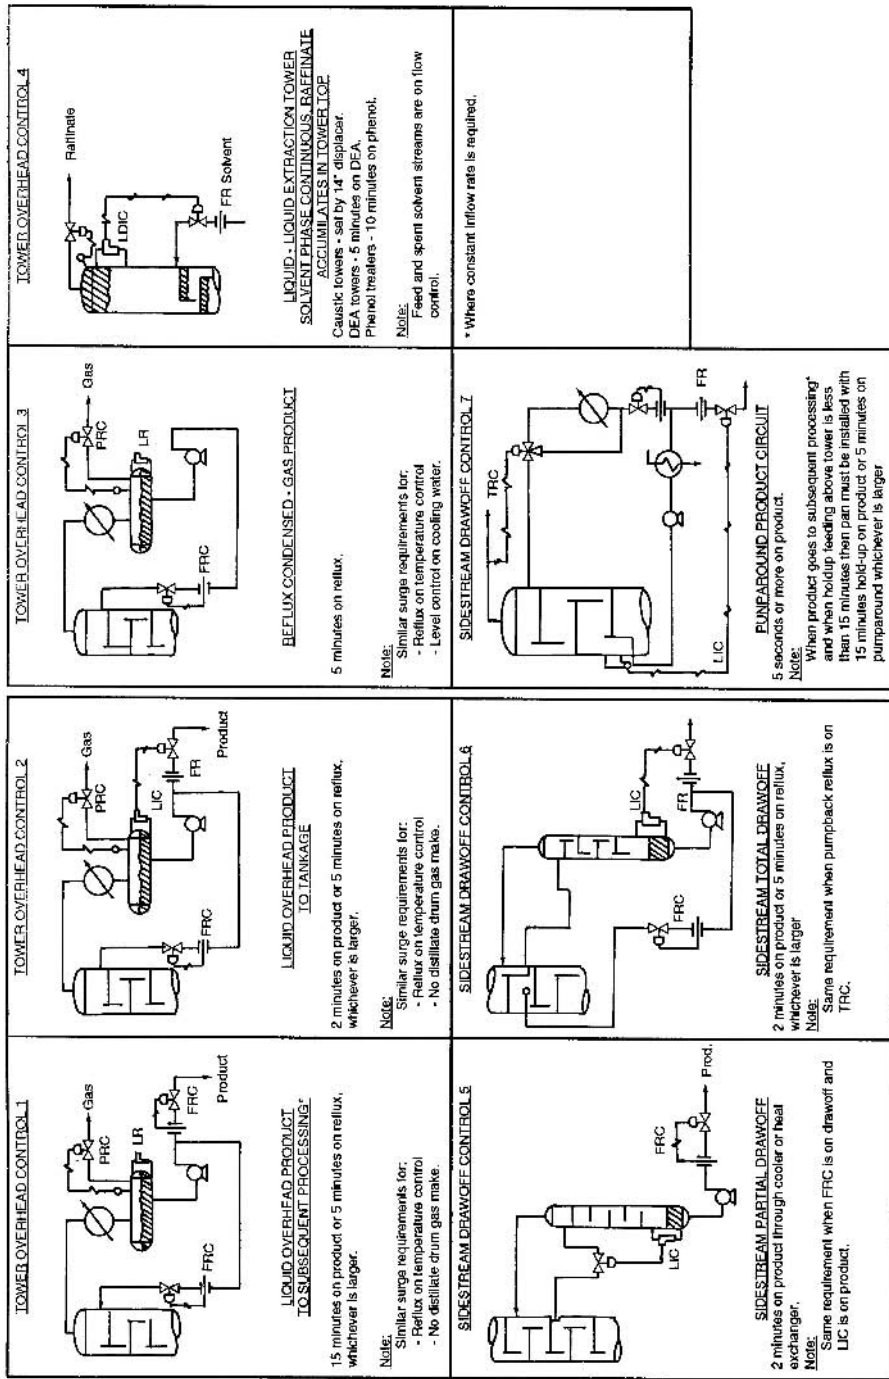 TOWER OVERHEAD CONTROL 1
Gas
PRC
LR
FRC
Product
FRC
LIQUID OVERHEAD PRODUCT
TO SUBSEQUENT PROCESSING*
15 minutes on product or 5 minutes on reflux,
whichever is larger.
Note:
Similar surge requirements for:
- Reflux on temperature control
- No distillate drum gas make.
TOWER OVERHEAD CONTROL 2
Gas
PRC
LIC
FR
Product
FRC
LIQUID OVERHEAD PRODUCT
TO TANKAGE
2 minutes on product or 5 minutes on reflux,
whichever is larger.
Note:
Similar surge requirements for:
- Reflux on temperature control
- No distillate drum gas make.
TOWER OVERHEAD CONTROL 3
Gas
PRC
LR
FRC
REFLUX CONDENSED - GAS PRODUCT
5 minutes on reflux.
Note:
Similar surge requirements for:
- Reflux on temperature control
- Level control on cooling water.
TOWER OVERHEAD CONTROL 4
Raffinate
LDIC
FR Solvent
LIQUID - LIQUID EXTRACTION TOWER
SOLVENT PHASE CONTINUOUS, RAFFINATE
ACCUMILATES IN TOWER TOP
Caustic towers - set by 14" displacer.
DEA towers - 5 minutes on DEA.
Phenol treaters - 10 minutes on phenol.
Note:
Feed and spent solvent streams are on flow
control.
SIDESTREAM DRAWOFF CONTROL 5
FRC
Prod.
LIC
SIDESTREAM PARTIAL DRAWOFF
2 minutes on product through cooler or heat
exchanger.
Note:
Same requirement when FRC is on drawoff and
LIC is on product.
SIDESTREAM DRAWOFF CONTROL 6
LIC
FR
FRC
SIDESTREAM TOTAL DRAWOFF
2 minutes on product or 5 minutes on reflux,
whichever is larger
Note:
Same requirement when pumpback reflux is on
TRC.
SIDESTREAM DRAWOFF CONTROL 7
TRC
FR
LIC
PUNPAROUND PRODUCT CIRCUIT
5 seconds or more on product.
Note:
When product goes to subsequent processing*
and when holdup feeding above tower is less
than 15 minutes then pan must be installed with
15 minutes hold-up on product or 5 minutes on
pumparound whichever is larger
* Where constant inflow rate is required.